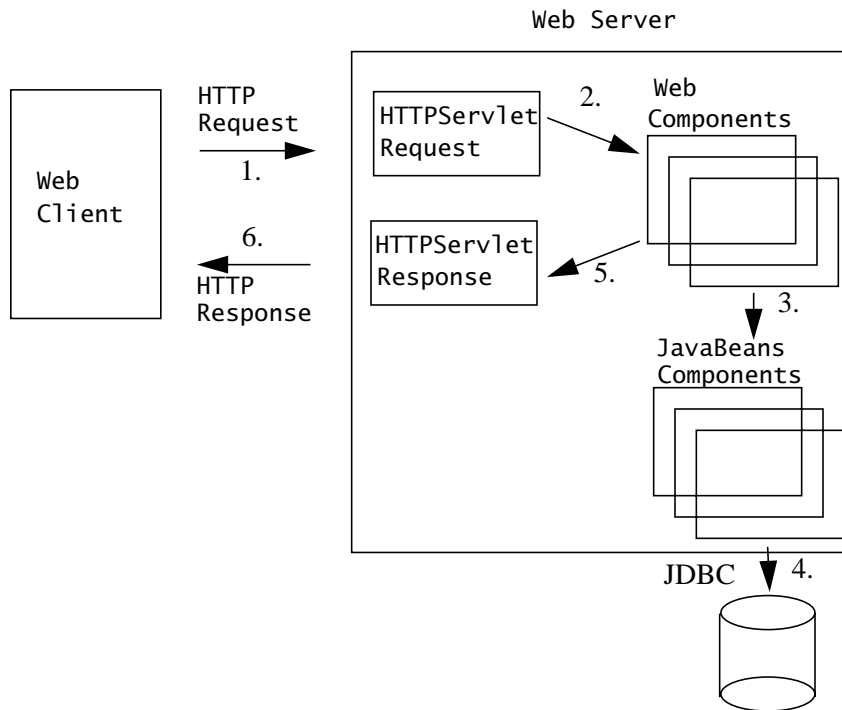 Web Server
HTTP
Request
1.
Web
Client
6.
HTTP
Response
HTTPServlet
Request
2.
Web
Components
HTTPServlet
Response
5.
3.
JavaBeans
Components
JDBC
4.